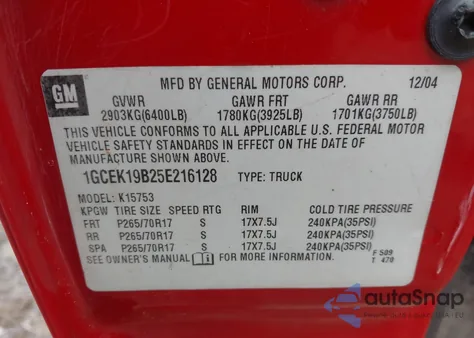 GM
MFD BY GENERAL MOTORS CORP. 12/04
GVWR GAWR FRT GAWR RR
2903KG(6400LB) 1780KG(3925LB) 1701KG(3750LB)
THIS VEHICLE CONFORMS TO ALL APPLICABLE U.S. FEDERAL MOTOR
VEHICLE SAFETY STANDARDS IN EFFECT ON THE DATE OF
MANUFACTURE SHOWN ABOVE.
1GCEK19B25E216128 TYPE: TRUCK
MODEL: K15753
KPGW TIRE SIZE SPEED RTG RIM COLD TIRE PRESSURE
FRT P265/70R17 S 17X7.5J 240KPA(35PSI)
RR P265/70R17 S 17X7.5J 240KPA(35PSI)
SPA P265/70R17 S 17X7.5J 240KPA(35PSI)
SEE OWNER'S MANUAL FOR MORE INFORMATION.
F 509
T 470
autoSnap